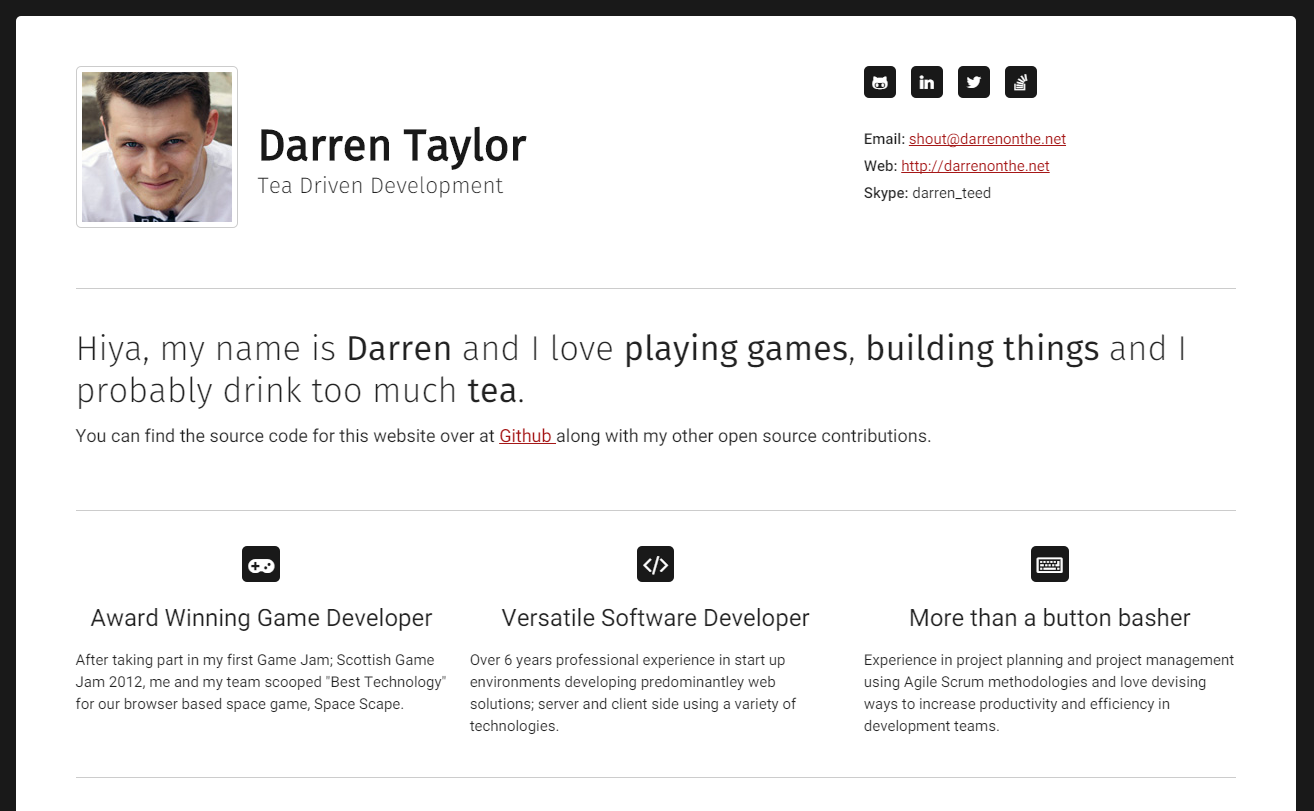 Darren Taylor
Tea Driven Development
Email: shout@darrenonthe.net
Web: http://darrenonthe.net
Skype: darren_teed
Hiya, my name is Darren and I love playing games, building things and I
probably drink too much tea.
You can find the source code for this website over at Github along with my other open source contributions.
Award Winning Game Developer
After taking part in my first Game Jam; Scottish Game
Jam 2012, me and my team scooped "Best Technology"
for our browser based space game, Space Scape.
Versatile Software Developer
Over 6 years professional experience in start up
environments developing predominantley web
solutions; server and client side using a variety of
technologies.
More than a button basher
Experience in project planning and project management
using Agile Scrum methodologies and love devising
ways to increase productivity and efficiency in
development teams.